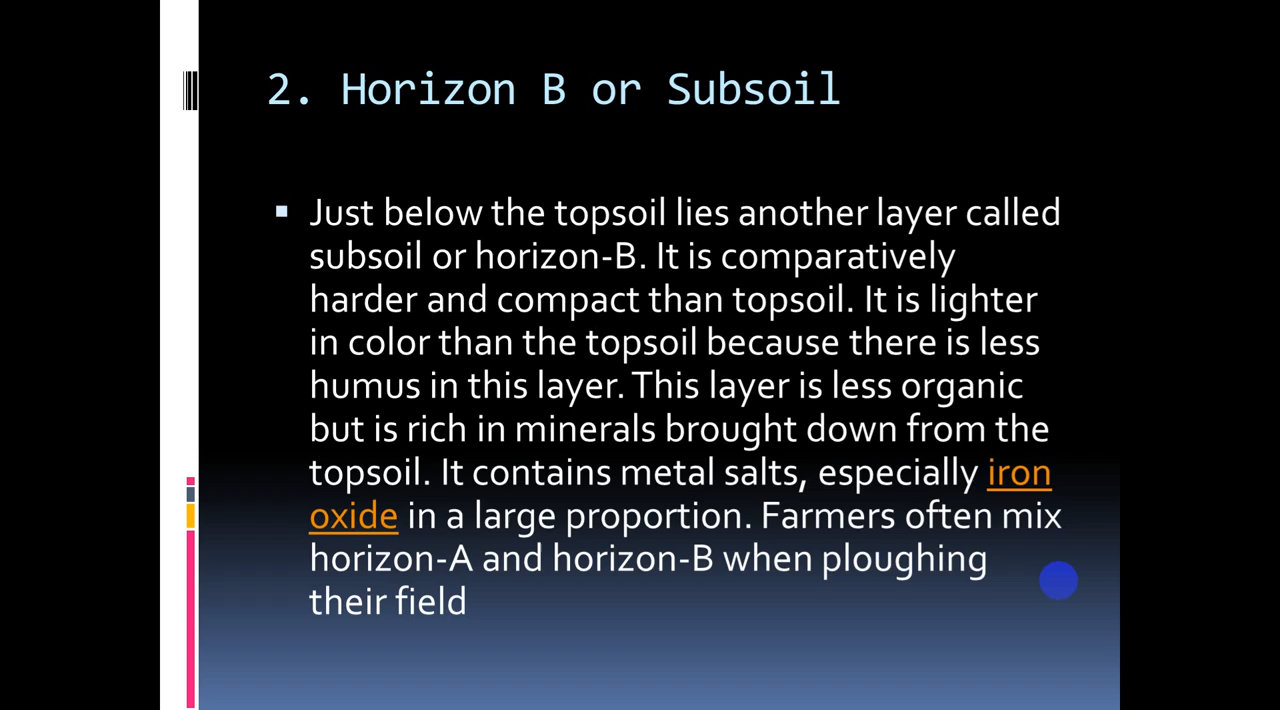 2. Horizon B or Subsoil
Just below the topsoil lies another layer called
subsoil or horizon-B. It is comparatively
harder and compact than topsoil. It is lighter
in color than the topsoil because there is less
humus in this layer. This layer is less organic
but is rich in minerals brought down from the
topsoil. It contains metal salts, especially iron
oxide in a large proportion. Farmers often mix
horizon-A and horizon-B when ploughing
their field